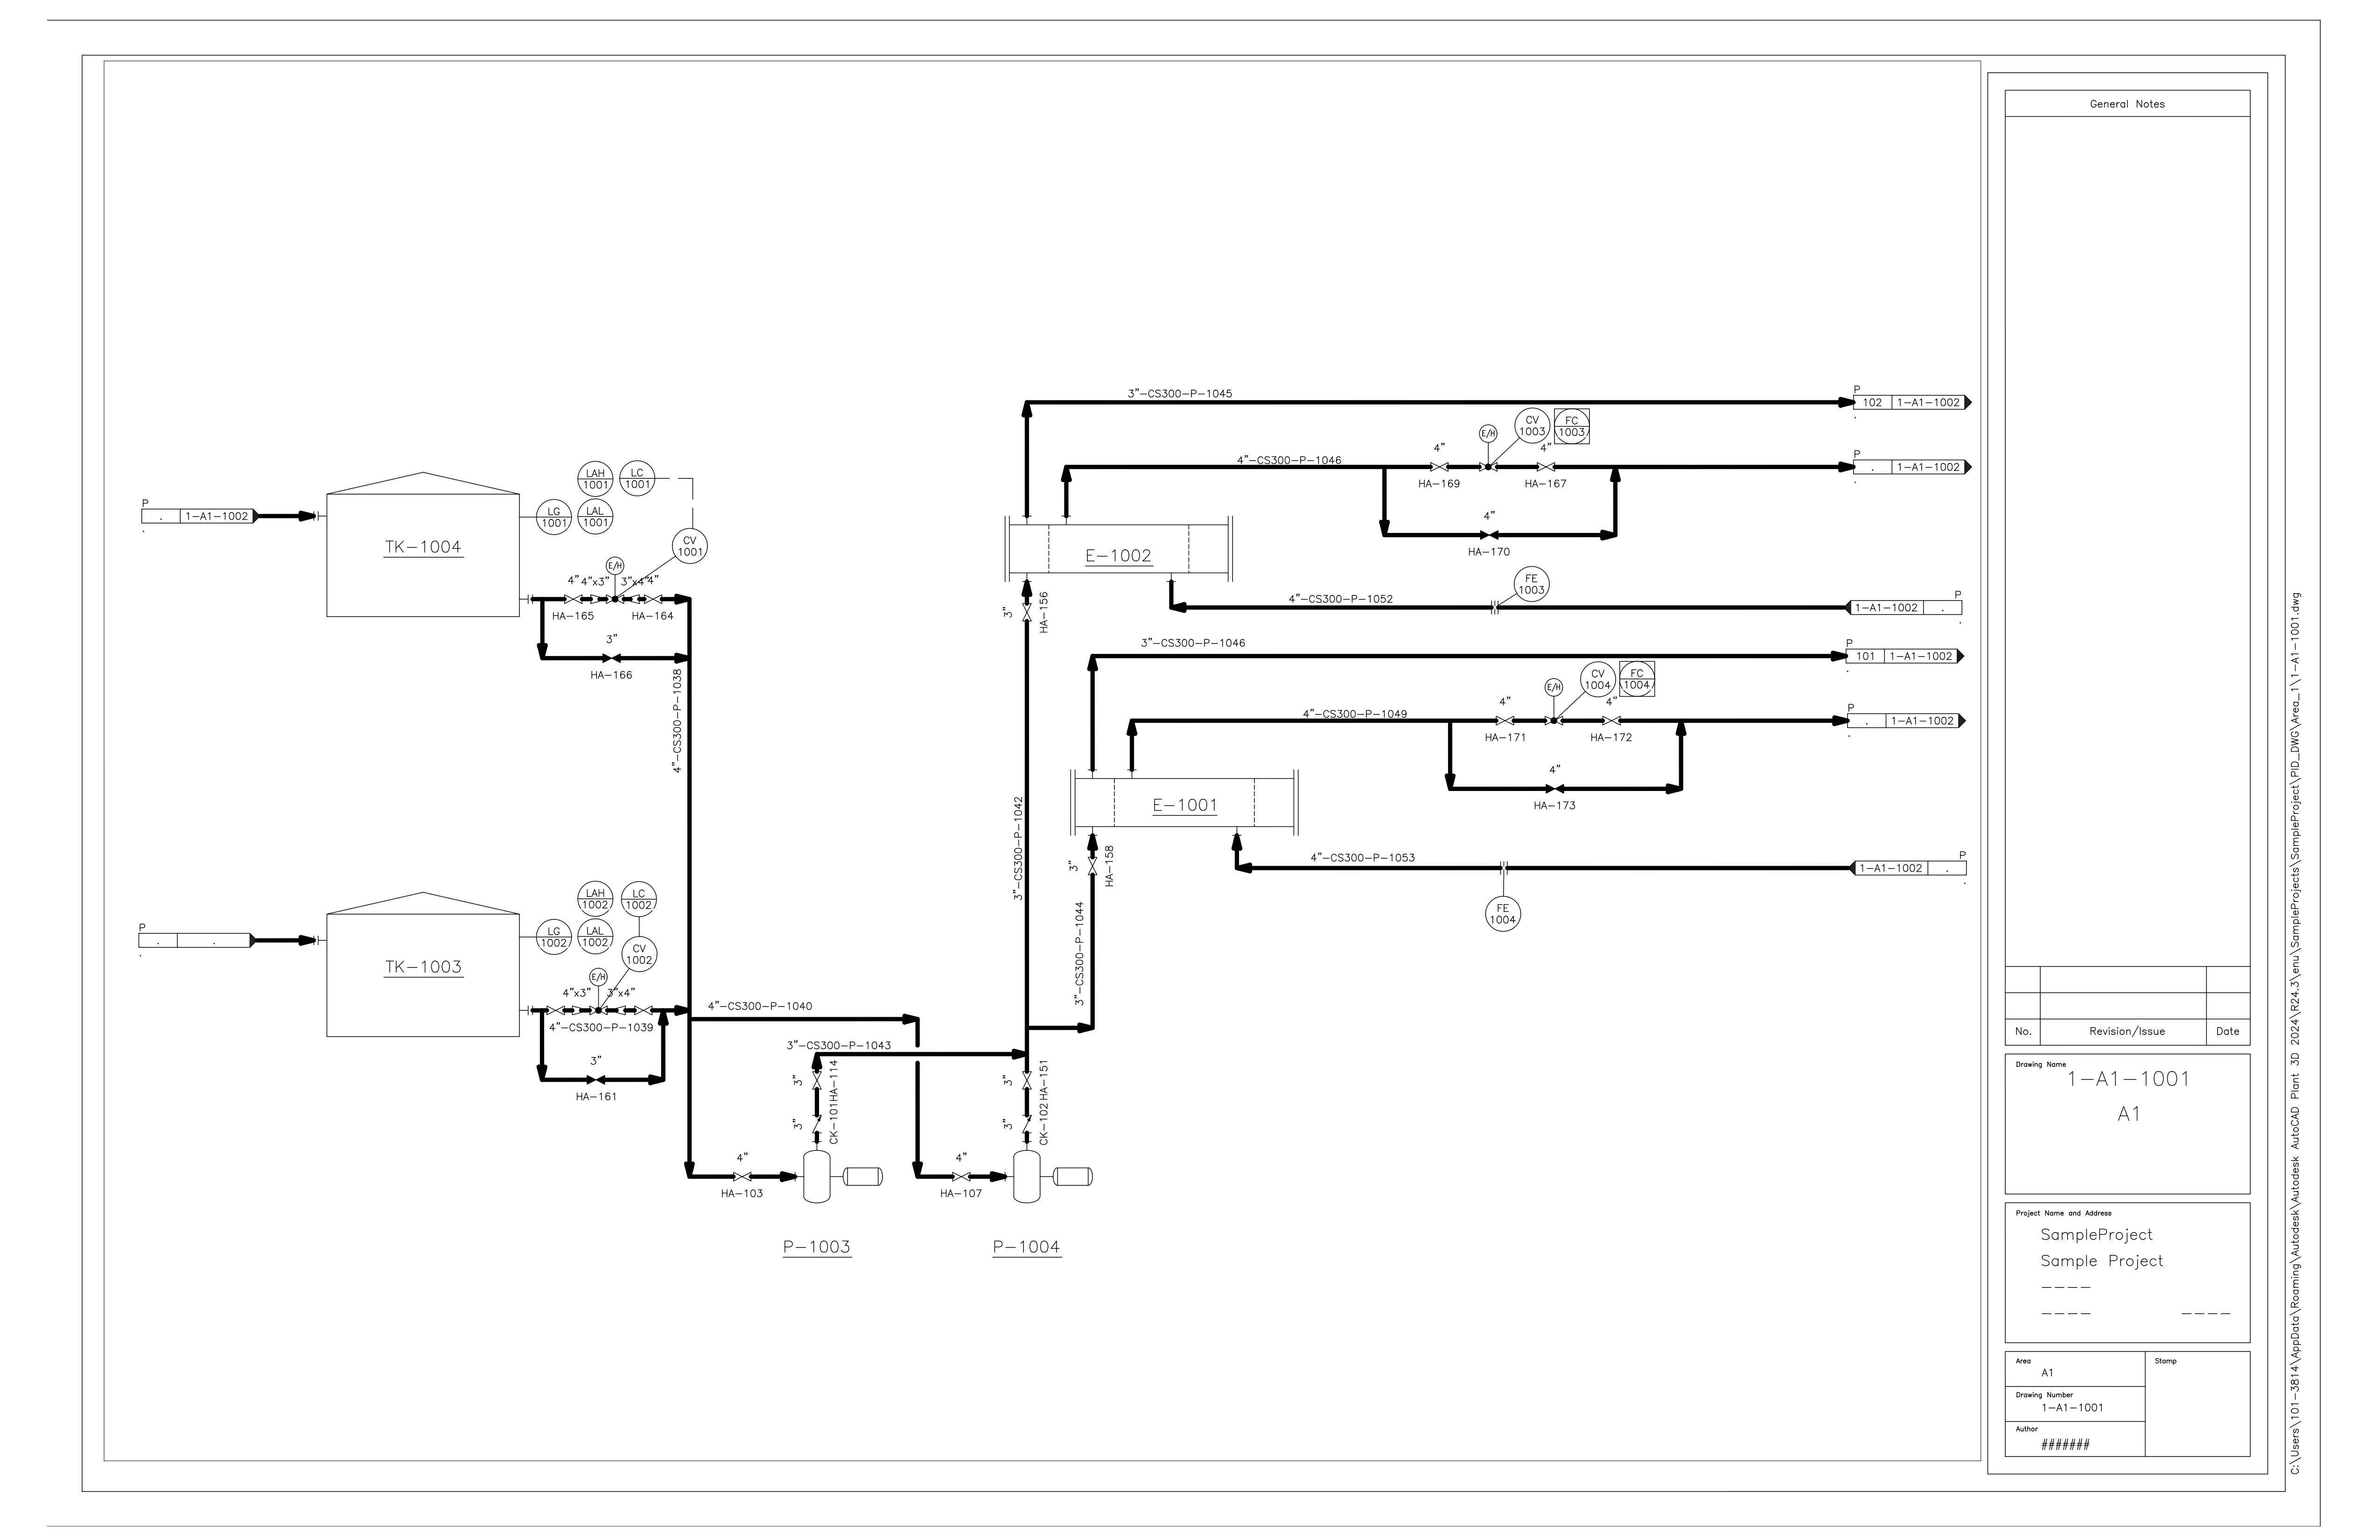 3"-CS300-P-1045
P
102 1-A1-1002
.
CV
1003
FC
1003
E/H
4"
4"
4"-CS300-P-1046
HA-169
HA-167
P
. 1-A1-1002
.
4"
HA-170
LAH
1001
LC
1001
LG
1001
LAL
1001
P
. 1-A1-1002
.
TK-1004
CV
1001
E/H
4"
4"x3"
3"x4"
4"
HA-165
HA-164
3"
HA-166
4"-CS300-P-1038
E-1002
FE
1003
3"
HA-156
4"-CS300-P-1052
P
1-A1-1002 .
.
3"-CS300-P-1046
P
101 1-A1-1002
.
CV
1004
FC
1004
E/H
4"
4"
4"-CS300-P-1049
HA-171
HA-172
P
. 1-A1-1002
.
4"
HA-173
E-1001
3"-CS300-P-1042
3"
HA-158
4"-CS300-P-1053
P
1-A1-1002 .
.
FE
1004
3"-CS300-P-1044
LAH
1002
LC
1002
LG
1002
LAL
1002
P
. .
.
TK-1003
CV
1002
E/H
4"x3"
3"x4"
4"-CS300-P-1039
3"
HA-161
4"-CS300-P-1040
3"-CS300-P-1043
3"
HA-114
3"
CK-101
3"
HA-151
3"
CK-102
4"
HA-103
4"
HA-107
P-1003
P-1004
General Notes
No. Revision/Issue Date
Drawing Name
1-A1-1001
A1
Project Name and Address
SampleProject
Sample Project
----
---- ----
Area
A1
Stamp
Drawing Number
1-A1-1001
Author
#######
C:\Users\101-3814\AppData\Roaming\Autodesk\Autodesk AutoCAD Plant 3D 2024\R24.3\enu\SampleProjects\SampleProject\PID_DWG\Area_1\1-A1-1001.dwg